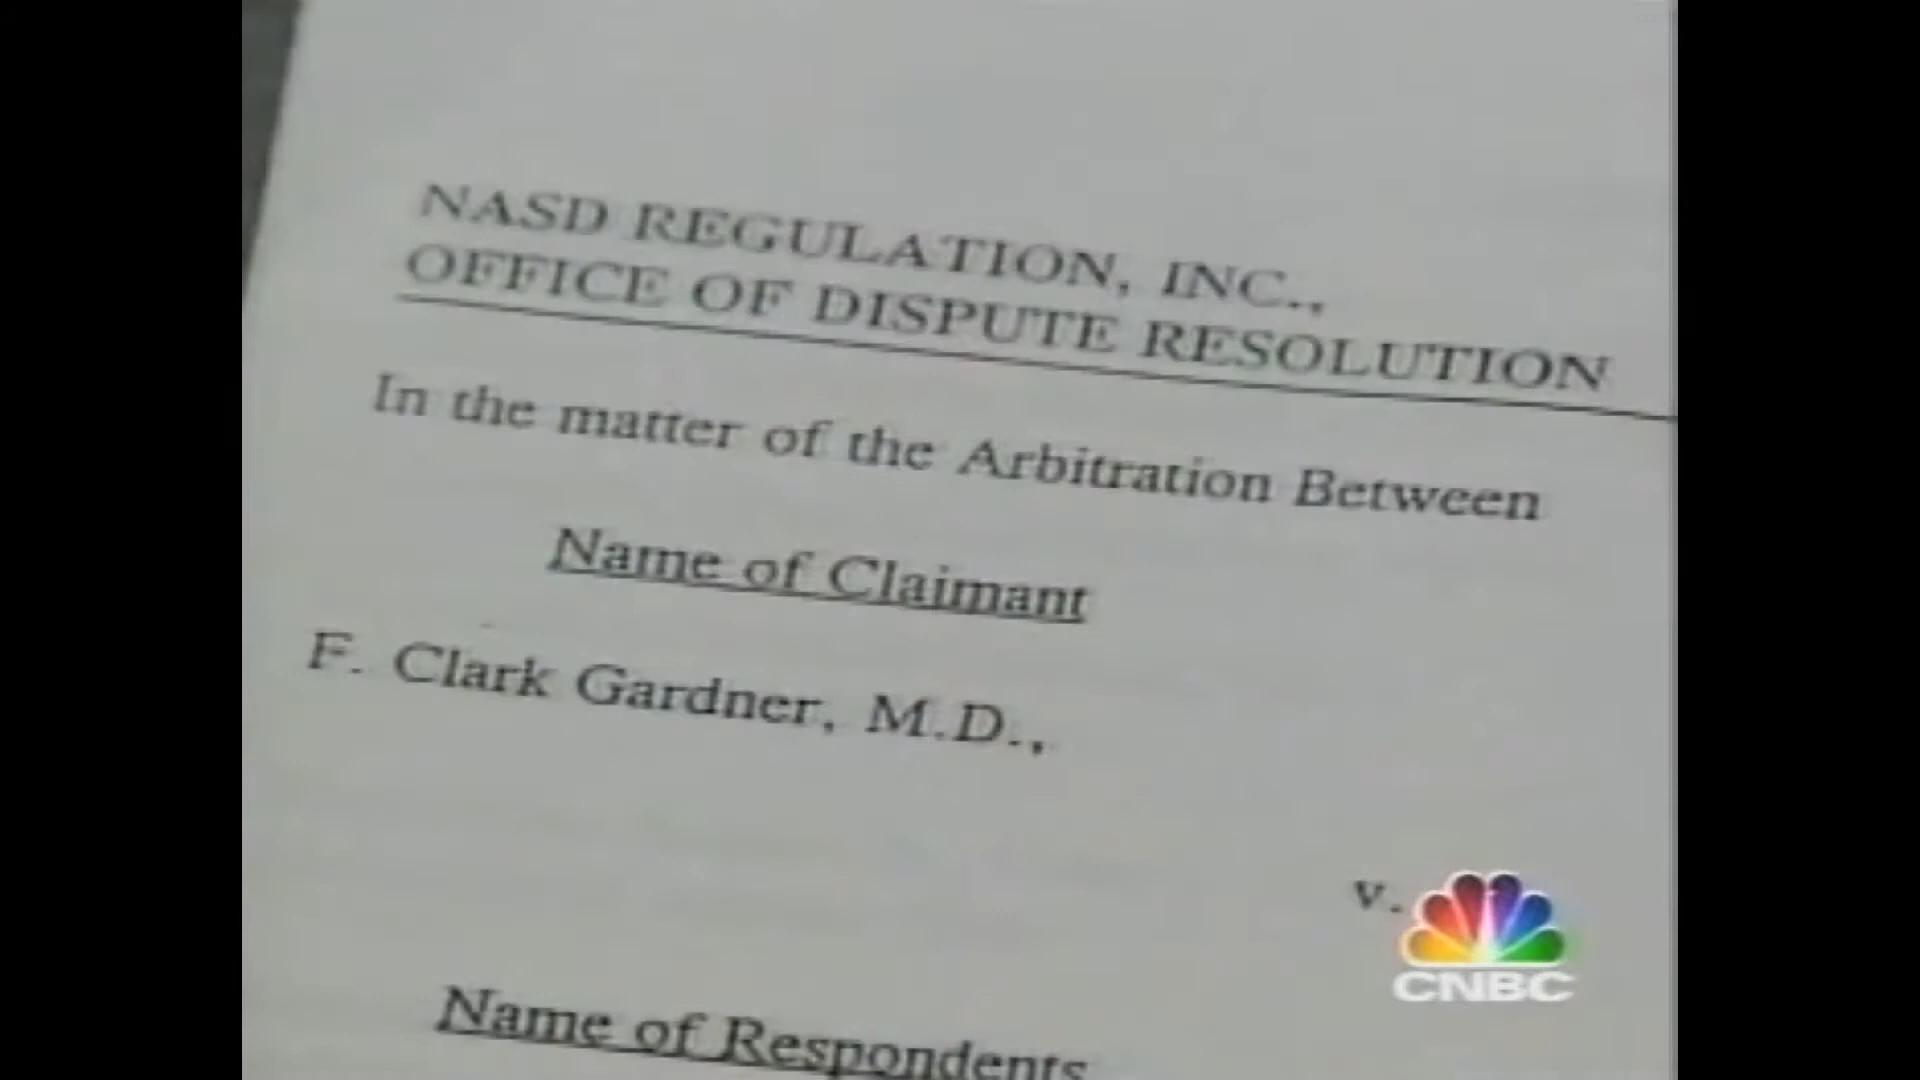 NASD REGULATION, INC.,
OFFICE OF DISPUTE RESOLUTION
In the matter of the Arbitration Between
Name of Claimant
F. Clark Gardner, M.D.,
v.
CNBC
Name of Respondents